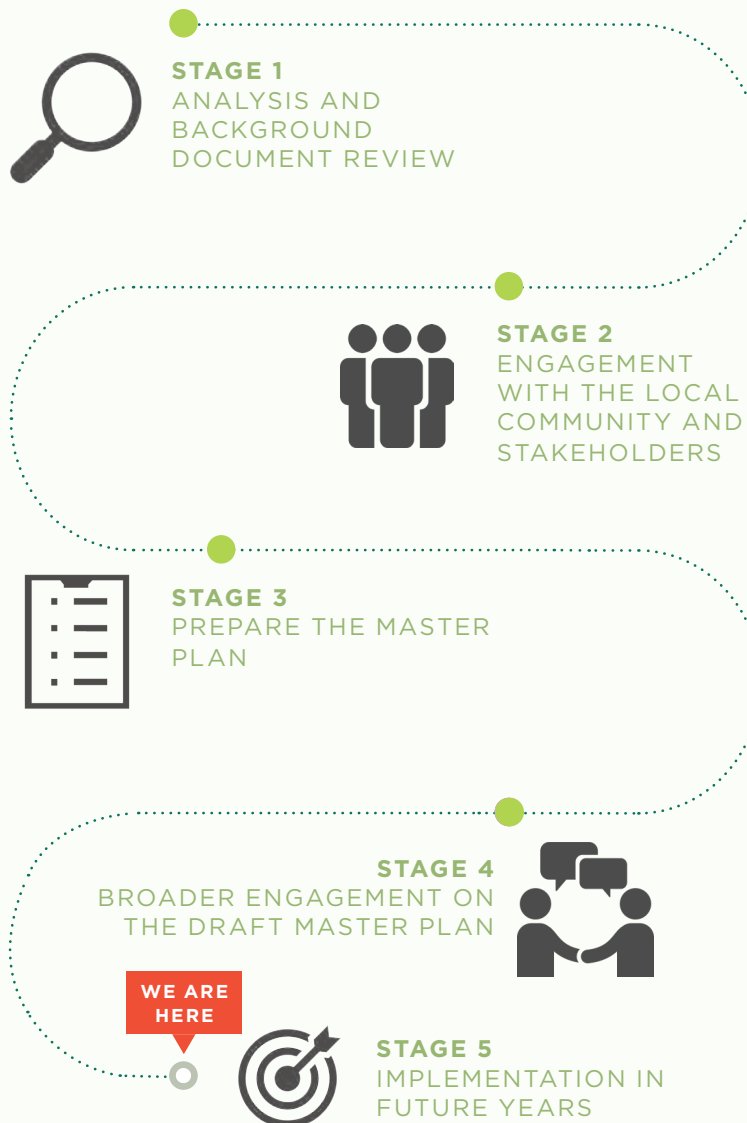 STAGE 1
ANALYSIS AND
BACKGROUND
DOCUMENT REVIEW
STAGE 2
ENGAGEMENT
WITH THE LOCAL
COMMUNITY AND
STAKEHOLDERS
STAGE 3
PREPARE THE MASTER
PLAN
STAGE 4
BROADER ENGAGEMENT ON
THE DRAFT MASTER PLAN
WE ARE
HERE
STAGE 5
IMPLEMENTATION IN
FUTURE YEARS